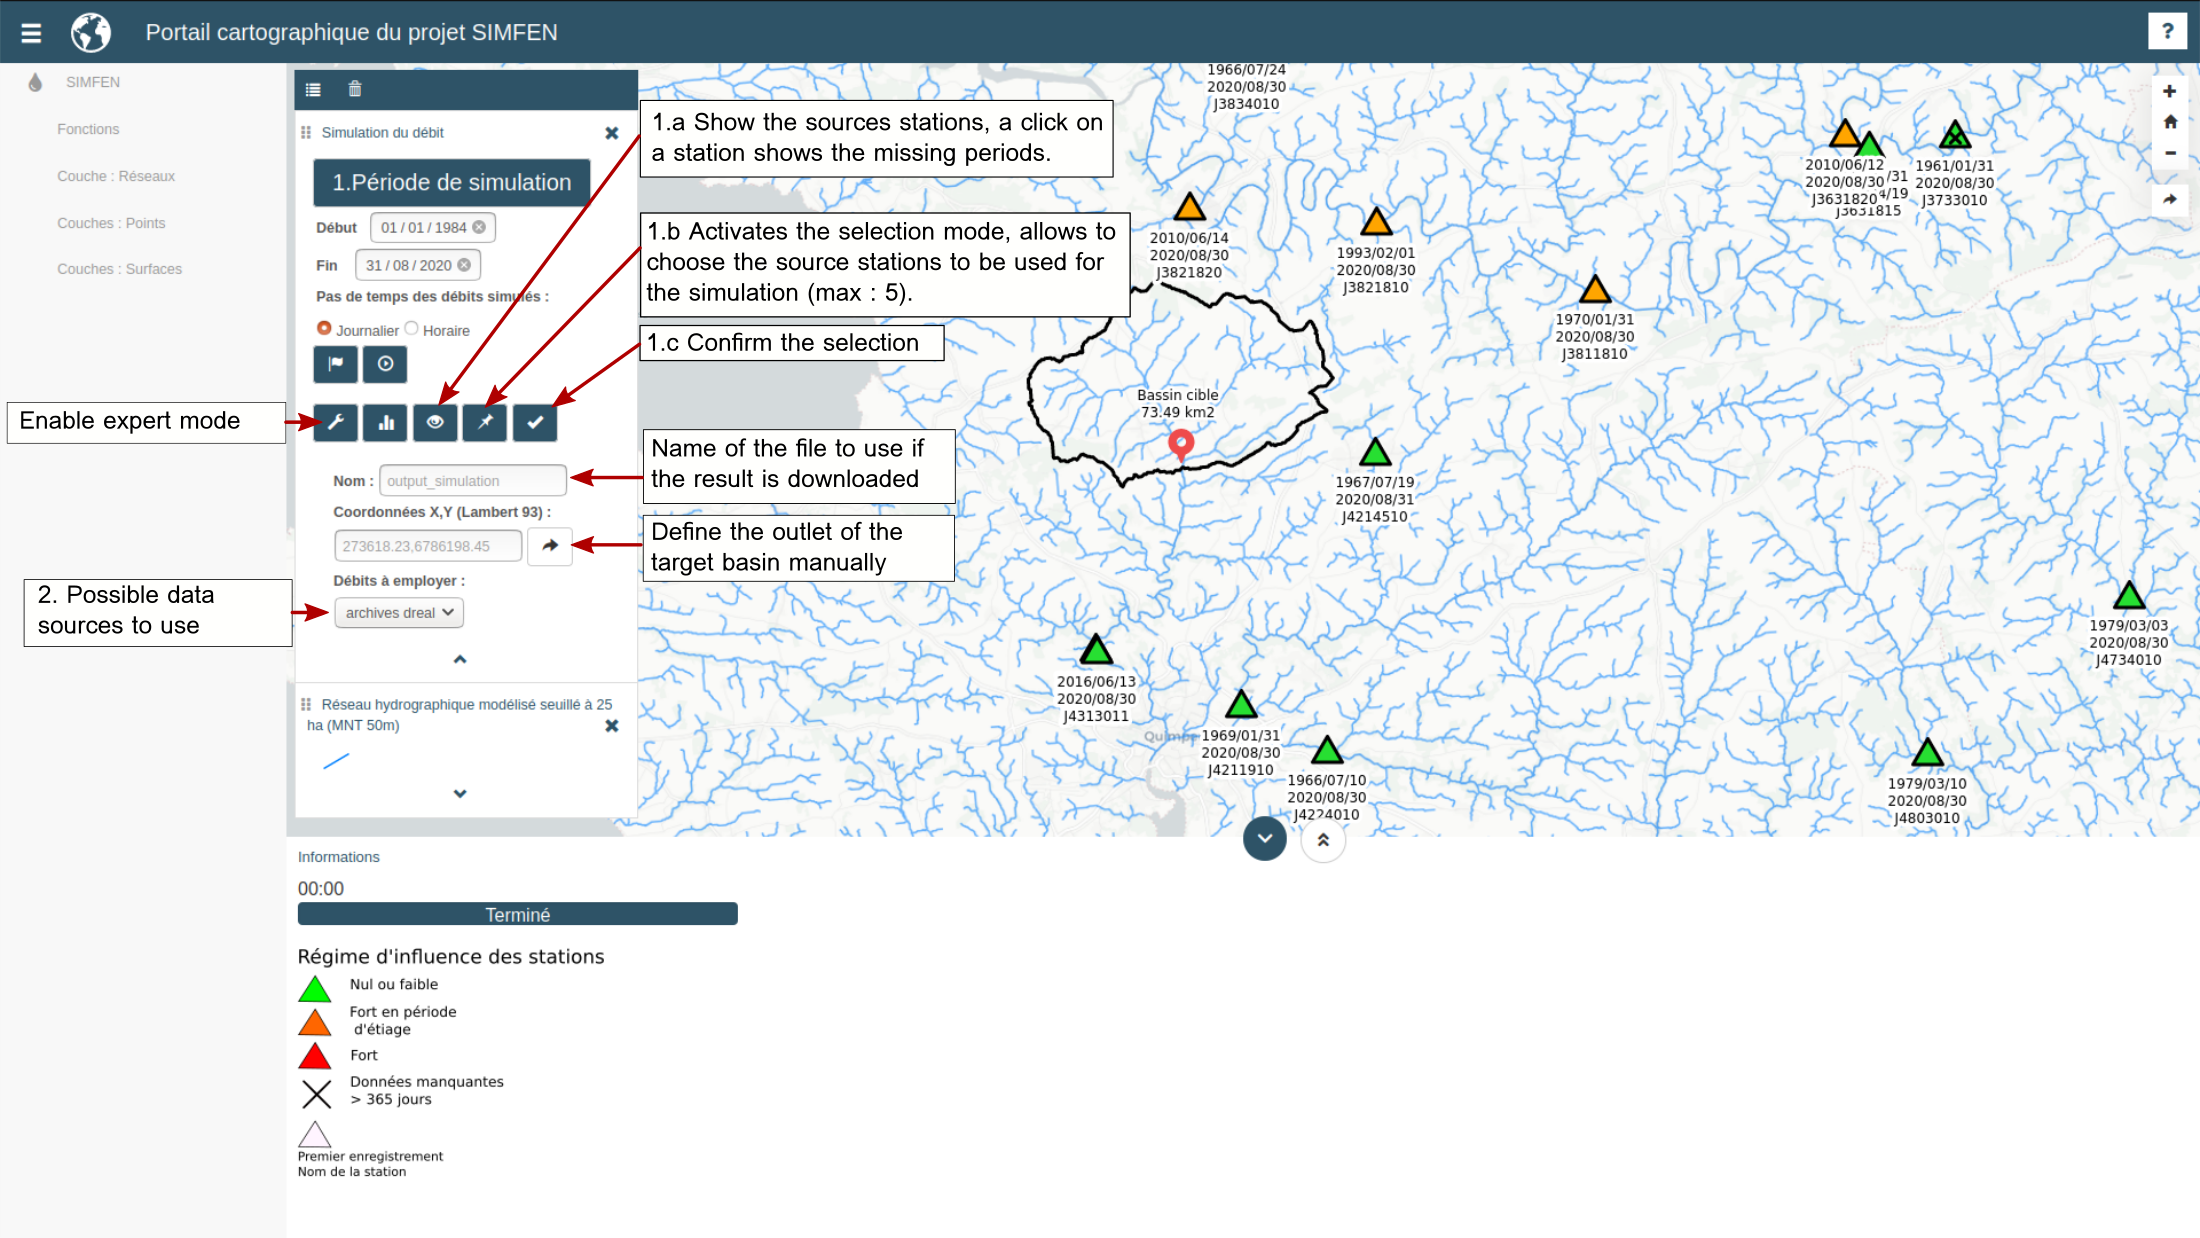 Portail cartographique du projet SIMFEN
?
SIMFEN
Fonctions
Couche : Réseaux
Couches : Points
Couches : Surfaces
Simulation du débit
1.Période de simulation
Début 01 / 01 / 1984
Fin 31 / 08 / 2020
Pas de temps des débits simulés :
Journalier Horaire
Enable expert mode
Nom : output_simulation
Coordonnées X,Y (Lambert 93) :
273618.23,6786198.45
Débits à employer :
archives dreal
2. Possible data
sources to use
Réseau hydrographique modélisé seuillé à 25
ha (MNT 50m)
1.a Show the sources stations, a click on
a station shows the missing periods.
1.b Activates the selection mode, allows to
choose the source stations to be used for
the simulation (max : 5).
1.c Confirm the selection
Name of the file to use if
the result is downloaded
Define the outlet of the
target basin manually
1966/07/24
2020/08/30
J3834010
2010/06/14
2020/08/30
J3821820
1993/02/01
2020/08/30
J3821810
1970/01/31
2020/08/30
J3811810
2010/06/12
2020/08/30
J3631820
/31
4/19
J3631815
1961/01/31
2020/08/30
J3733010
Bassin cible
73.49 km2
1967/07/19
2020/08/31
J4214510
1979/03/03
2020/08/30
J4734010
2016/06/13
2020/08/30
J4313011
Quimp
1969/01/31
2020/08/30
J4211910
1966/07/10
2020/08/30
J4224010
1979/03/10
2020/08/30
J4803010
Informations
00:00
Terminé
Régime d'influence des stations
Nul ou faible
Fort en période
d'étiage
Fort
Données manquantes
> 365 jours
Premier enregistrement
Nom de la station